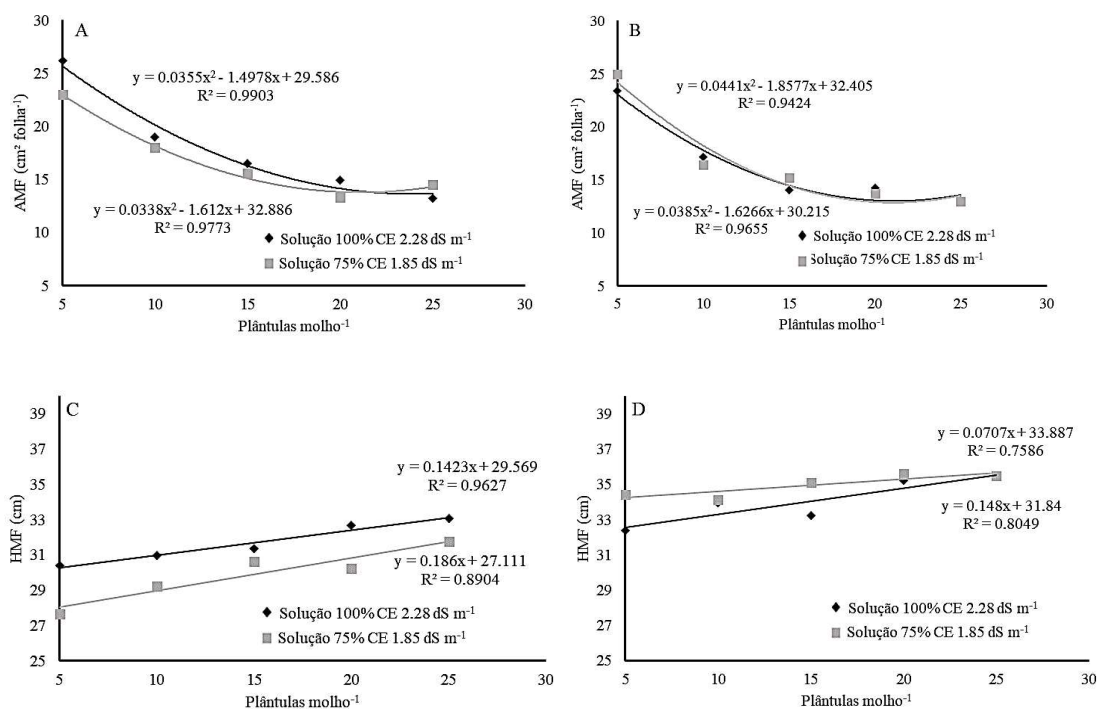 A
AMF (cm² folha⁻¹)
30
25
20
15
10
5
y = 0.0355x² - 1.4978x + 29.586
R² = 0.9903
y = 0.0338x² - 1.612x + 32.886
R² = 0.9773
Solução 100% CE 2.28 dS m⁻¹
Solução 75% CE 1.85 dS m⁻¹
5 10 15 20 25 30
Plântulas molho⁻¹
B
AMF (cm² folha⁻¹)
30
25
20
15
10
5
y = 0.0441x² - 1.8577x + 32.405
R² = 0.9424
y = 0.0385x² - 1.6266x + 30.215
R² = 0.9655
Solução 100% CE 2.28 dS m⁻¹
Solução 75% CE 1.85 dS m⁻¹
5 10 15 20 25 30
Plântulas molho⁻¹
C
HMF (cm)
39
37
35
33
31
29
27
25
y = 0.1423x + 29.569
R² = 0.9627
y = 0.186x + 27.111
R² = 0.8904
Solução 100% CE 2.28 dS m⁻¹
Solução 75% CE 1.85 dS m⁻¹
5 10 15 20 25 30
Plântulas molho⁻¹
D
HMF (cm)
39
37
35
33
31
29
27
25
y = 0.0707x + 33.887
R² = 0.7586
y = 0.148x + 31.84
R² = 0.8049
Solução 100% CE 2.28 dS m⁻¹
Solução 75% CE 1.85 dS m⁻¹
5 10 15 20 25 30
Plântulas molho⁻¹